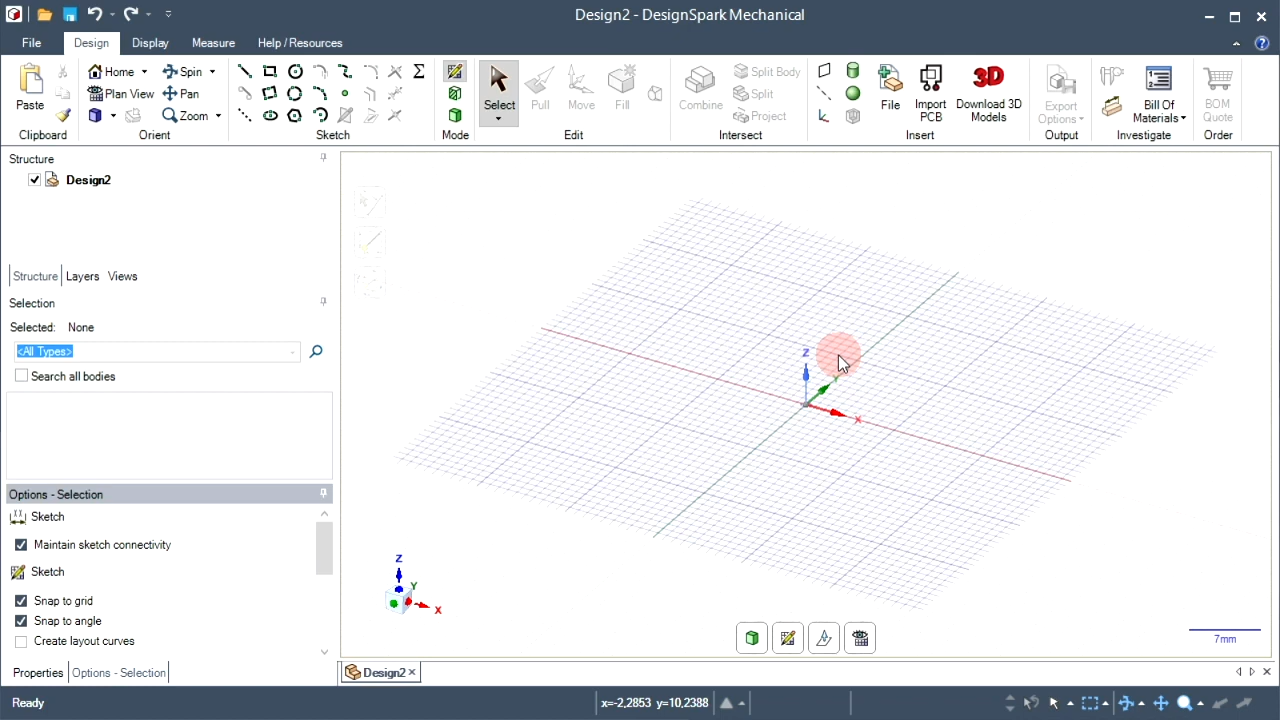 Design2 - DesignSpark Mechanical
File Design Display Measure Help / Resources
Paste
Clipboard
Home Spin
Plan View Pan
Zoom
Orient
Sketch
Mode
Select Pull Move Fill
Edit
Combine
Split Body
Split
Project
Intersect
File
Import PCB
Download 3D Models
3D
Insert
Export Options
Output
Bill Of Materials
Investigate
BOM Quote
Order
Structure
Design2
Structure Layers Views
Selection
Selected: None
<All Types>
Search all bodies
Options - Selection
Sketch
Maintain sketch connectivity
Sketch
Snap to grid
Snap to angle
Create layout curves
Properties Options - Selection
Z
Y
X
Z
Y
X
7mm
Design2
Ready
x=-2,2853 y=10,2388